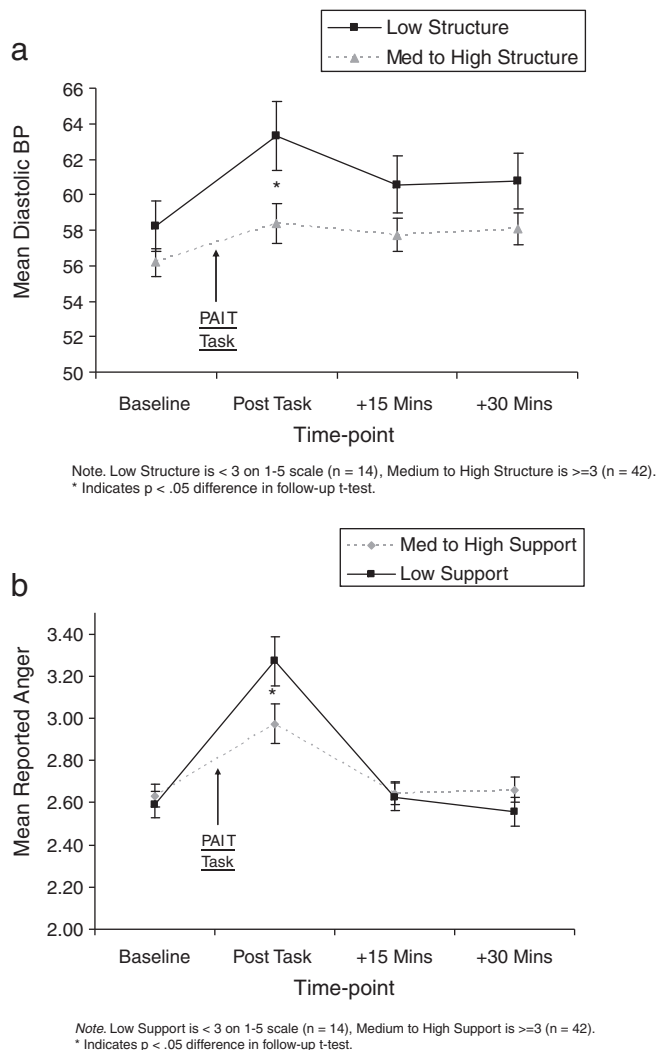 a
Low Structure
Med to High Structure
Mean Diastolic BP
66
64
62
60
58
56
54
52
50
*
PAIT
Task
Baseline Post Task +15 Mins +30 Mins
Time-point
Note. Low Structure is < 3 on 1-5 scale (n = 14), Medium to High Structure is >=3 (n = 42).
* Indicates p < .05 difference in follow-up t-test.
b
Med to High Support
Low Support
Mean Reported Anger
3.40
3.20
3.00
2.80
2.60
2.40
2.20
2.00
*
PAIT
Task
Baseline Post Task +15 Mins +30 Mins
Time-point
Note. Low Support is < 3 on 1-5 scale (n = 14), Medium to High Support is >=3 (n = 42).
* Indicates p < .05 difference in follow-up t-test.